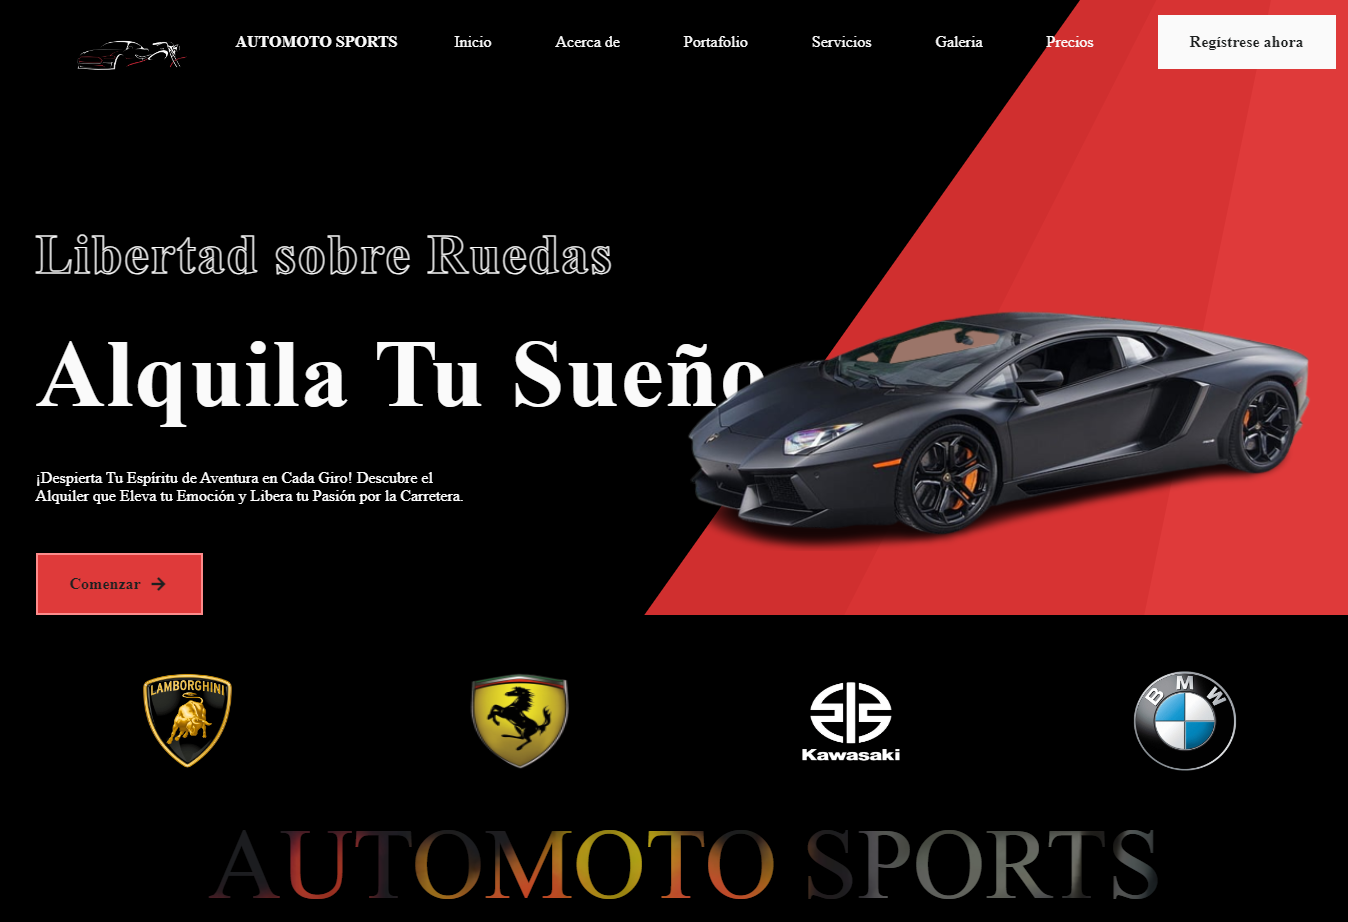 AUTOMOTO SPORTS
Inicio
Acerca de
Portafolio
Servicios
Galeria
Precios
Regístrese ahora
Libertad sobre Ruedas
Alquila Tu Sueño
¡Despierta Tu Espíritu de Aventura en Cada Giro! Descubre el
Alquiler que Eleva tu Emoción y Libera tu Pasión por la Carretera.
Comenzar
LAMBORGHINI
Kawasaki
BMW
AUTOMOTO SPORTS